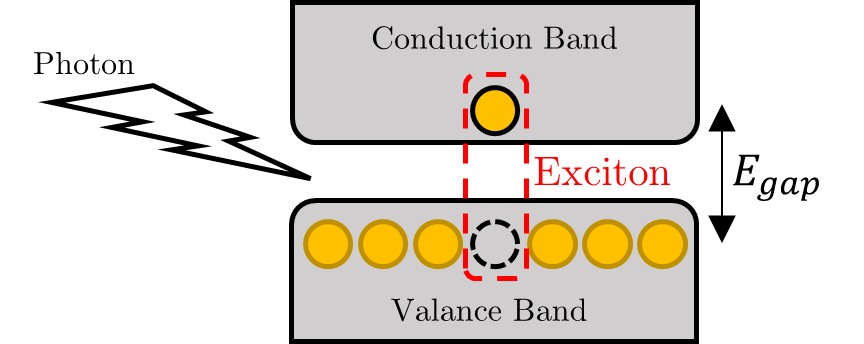 Conduction Band
Photon
Exciton
E_gap
Valance Band